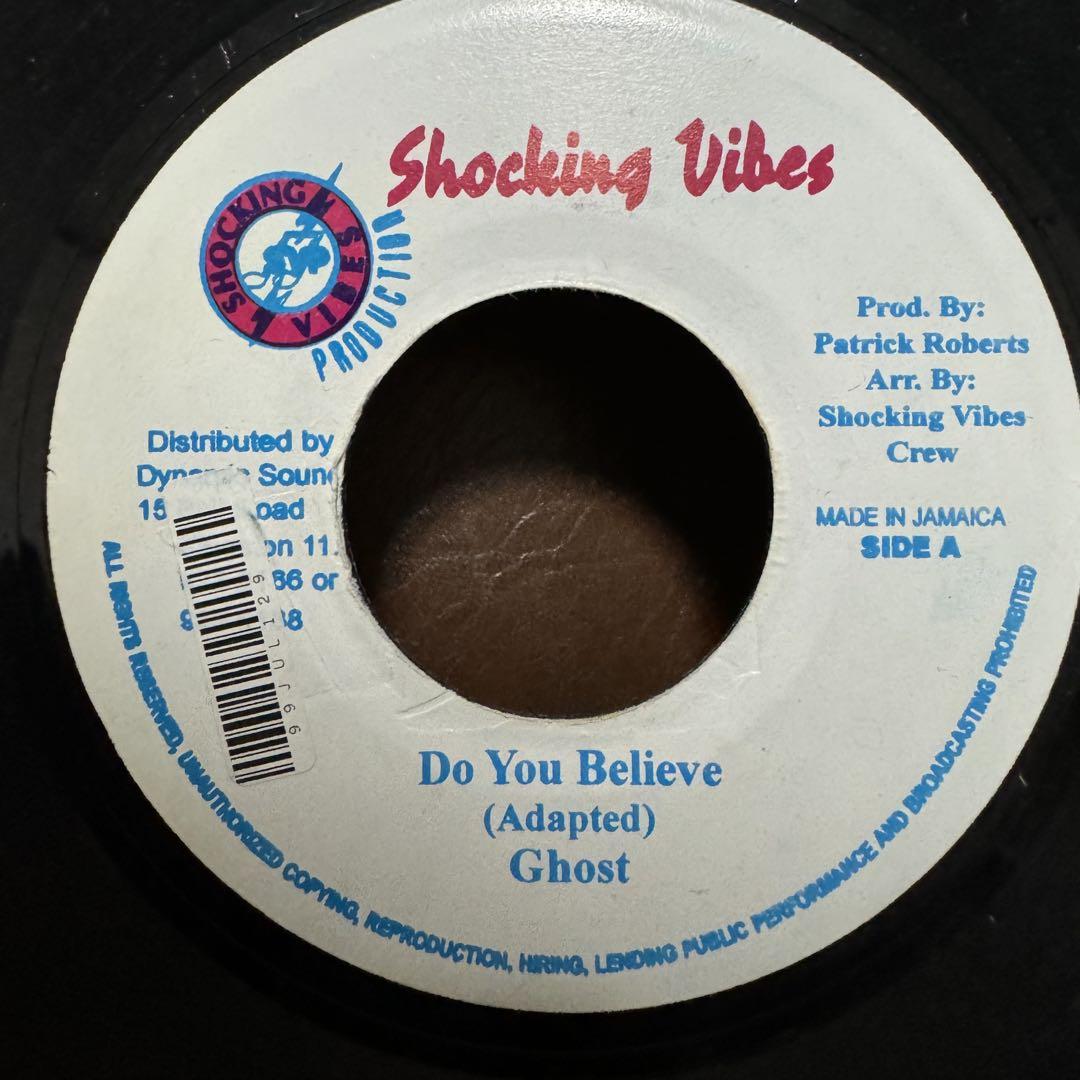 Shocking Vibes
SHOCKING VIBES
PRODUCTION
Prod. By:
Patrick Roberts
Arr. By:
Shocking Vibes
Crew
MADE IN JAMAICA
SIDE A
Distributed by
Do You Believe
(Adapted)
Ghost
ALL RIGHTS RESERVED, UNAUTHORIZED COPYING, REPRODUCTION, HIRING, LENDING PUBLIC PERFORMANCE AND BROADCASTING PROHIBITED